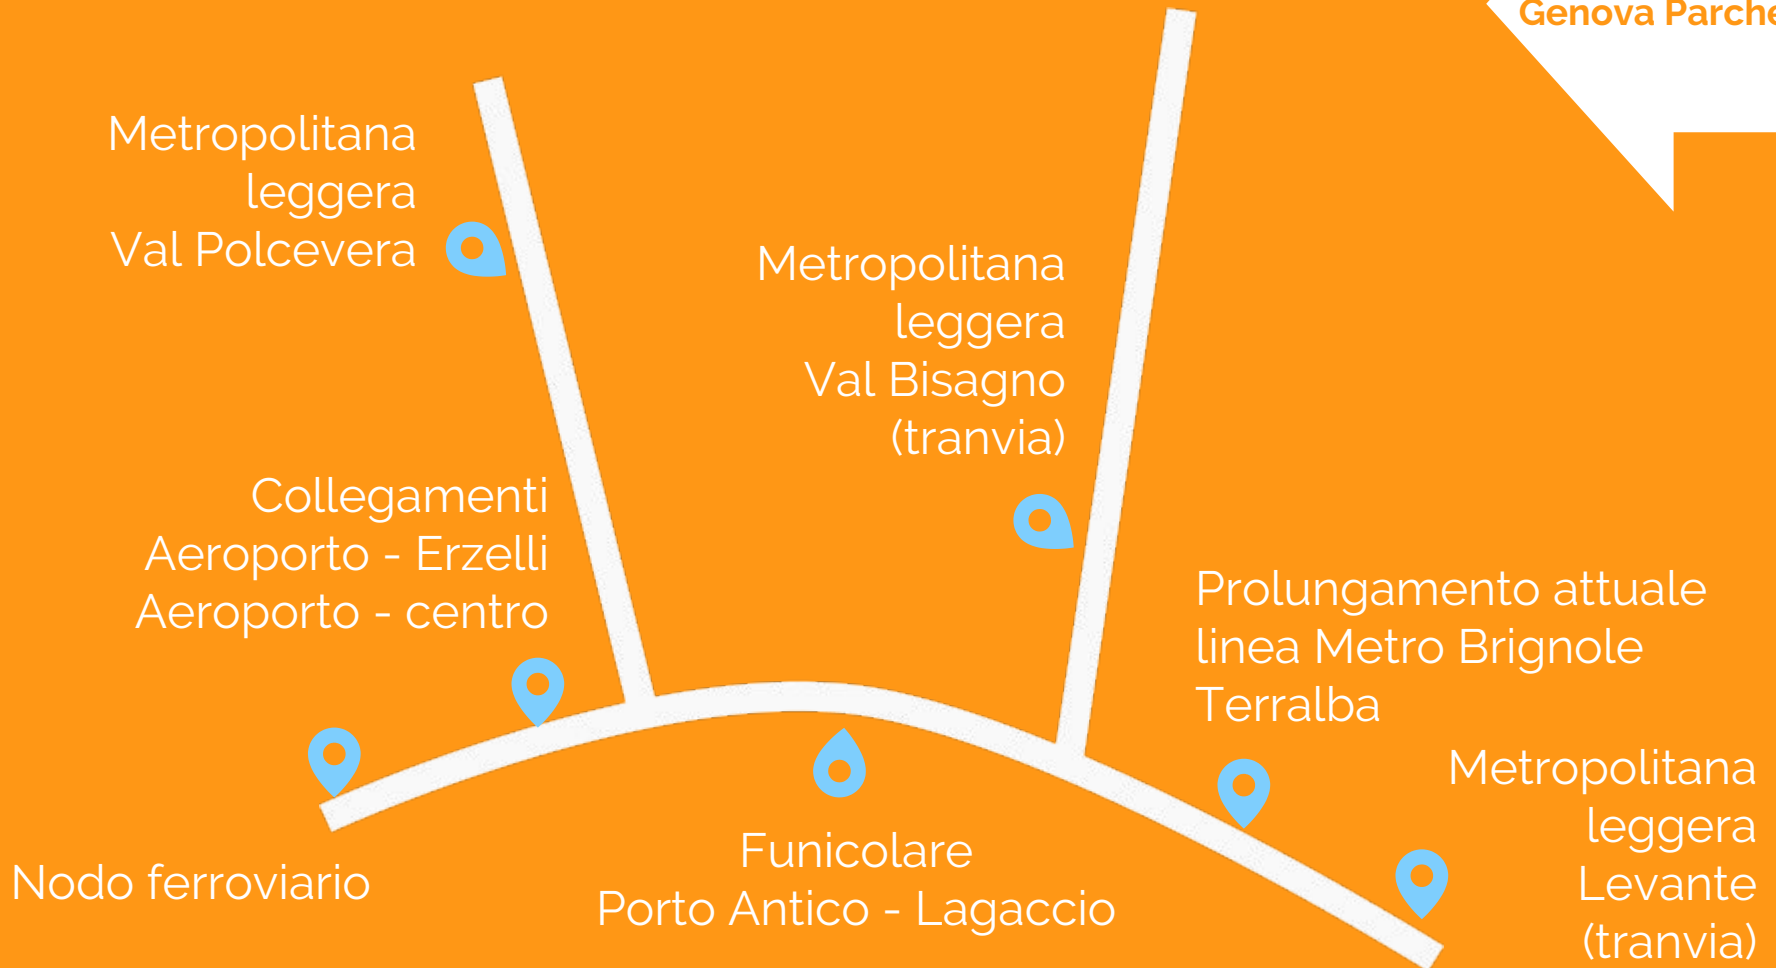 Genova
Metropolitana
leggera
Val Polcevera
Metropolitana
leggera
Val Bisagno
(tranvia)
Collegamenti
Aeroporto - Erzelli
Aeroporto - centro
Prolungamento attuale
linea Metro Brignole
Terralba
Metropolitana
leggera
Levante
(tranvia)
Nodo ferroviario
Funicolare
Porto Antico - Lagaccio